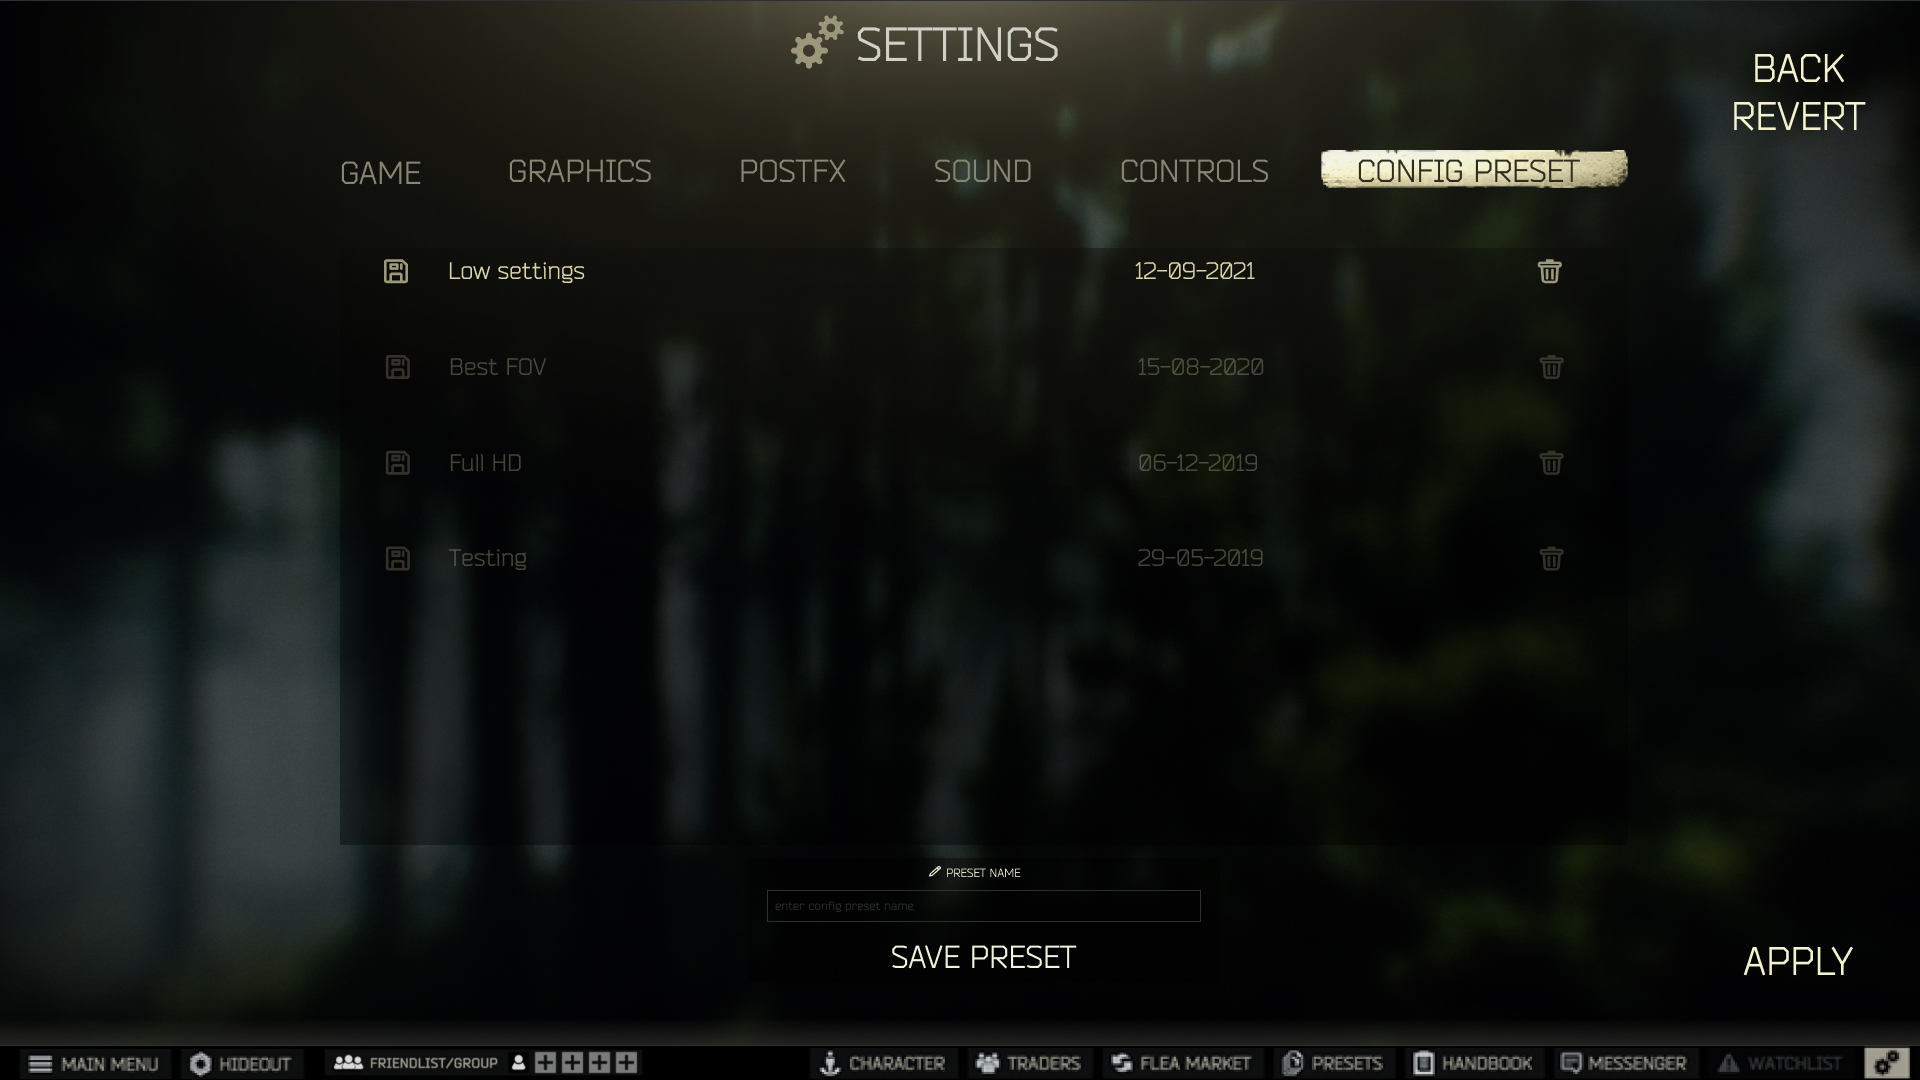 SETTINGS
BACK
REVERT
GAME GRAPHICS POSTFX SOUND CONTROLS CONFIG PRESET
Low settings 12-09-2021
Best FOV 15-08-2020
Full HD 06-12-2019
Testing 29-05-2019
PRESET NAME
enter config preset name
SAVE PRESET
APPLY
MAIN MENU HIDEOUT FRIENDLIST/GROUP CHARACTER TRADERS FLEA MARKET PRESETS HANDBOOK MESSENGER WATCHLIST